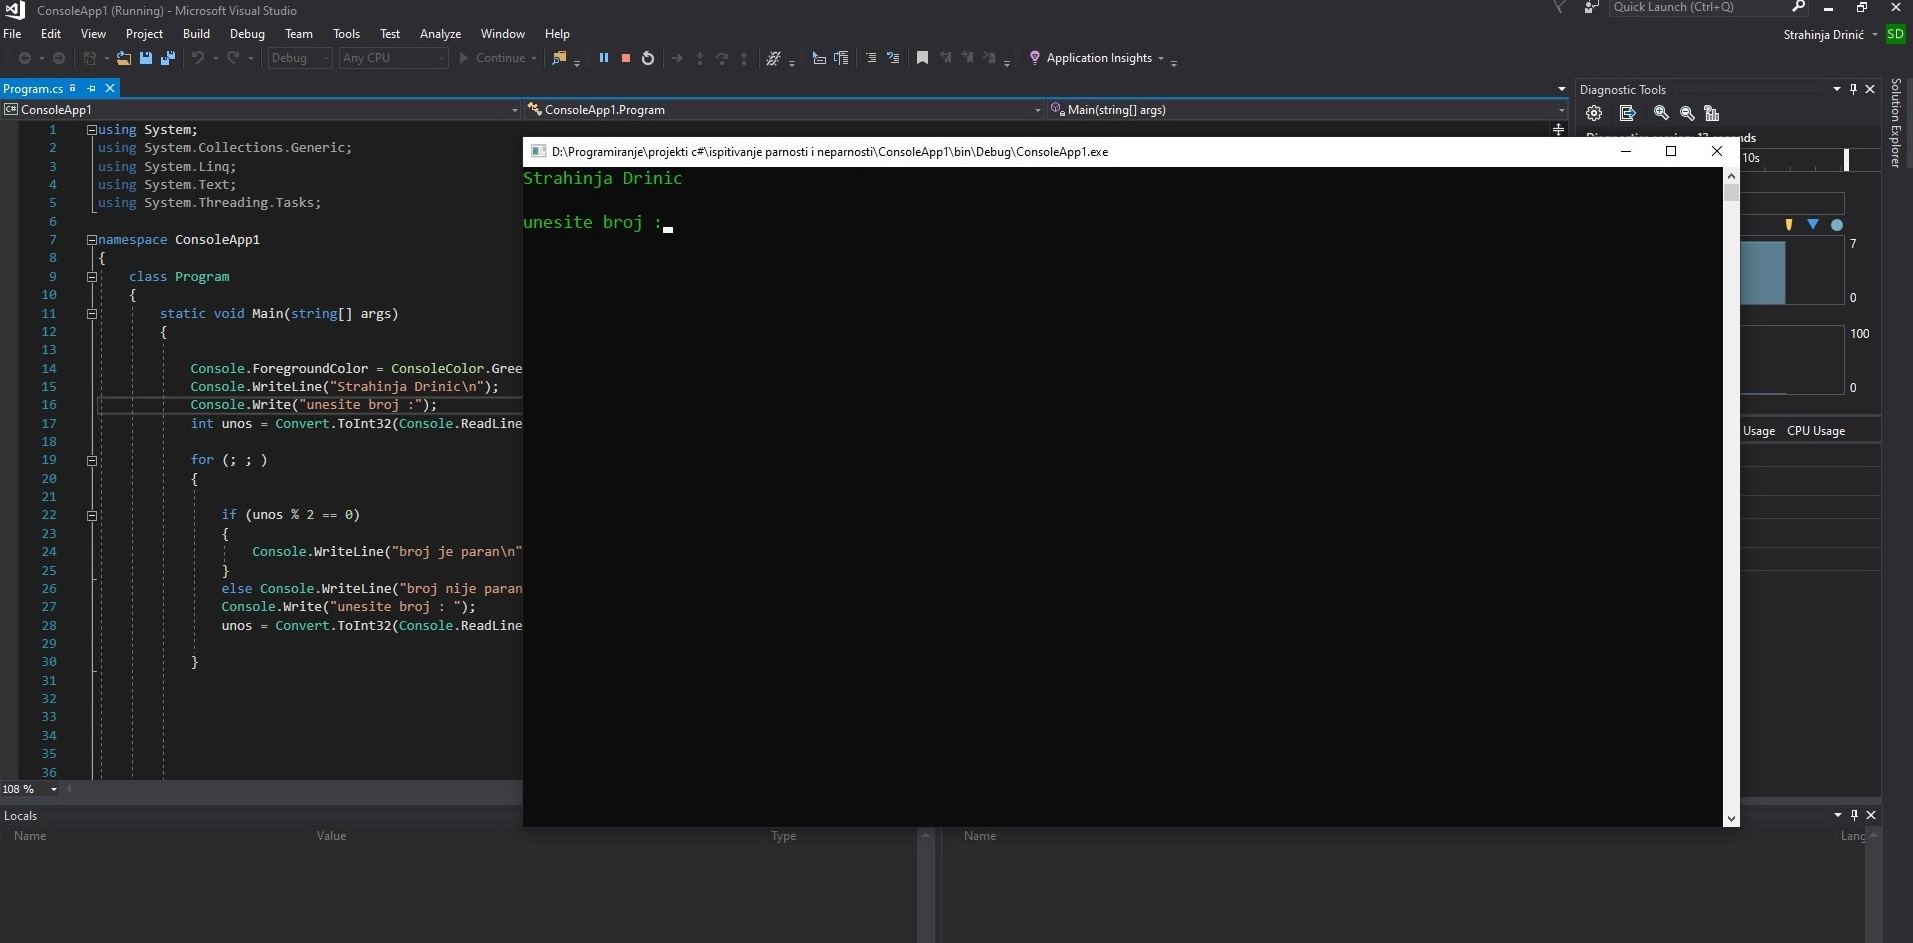 ConsoleApp1 (Running) - Microsoft Visual Studio
Quick Launch (Ctrl+Q)
File Edit View Project Build Debug Team Tools Test Analyze Window Help
Strahinja Drinić SD
Debug Any CPU Continue Application Insights
Program.cs
ConsoleApp1 ConsoleApp1.Program Main(string[] args)
1 using System;
2 using System.Collections.Generic;
3 using System.Linq;
4 using System.Text;
5 using System.Threading.Tasks;
6
7 namespace ConsoleApp1
8 {
9 class Program
10 {
11 static void Main(string[] args)
12 {
13
14 Console.ForegroundColor = ConsoleColor.Gree
15 Console.WriteLine("Strahinja Drinic\n");
16 Console.Write("unesite broj :");
17 int unos = Convert.ToInt32(Console.ReadLine
18
19 for (; ; )
20 {
21
22 if (unos % 2 == 0)
23 {
24 Console.WriteLine("broj je paran\n"
25 }
26 else Console.WriteLine("broj nije paran
27 Console.Write("unesite broj : ");
28 unos = Convert.ToInt32(Console.ReadLine
29
30 }
31
32
33
34
35
36
108 %
D:\Programiranje\projekti c#\ispitivanje parnosti i neparnosti\ConsoleApp1\bin\Debug\ConsoleApp1.exe
Strahinja Drinic
unesite broj :
Diagnostic Tools
10s
7
0
100
0
Usage CPU Usage
Solution Explorer
Locals
Name Value Type
Name Lang